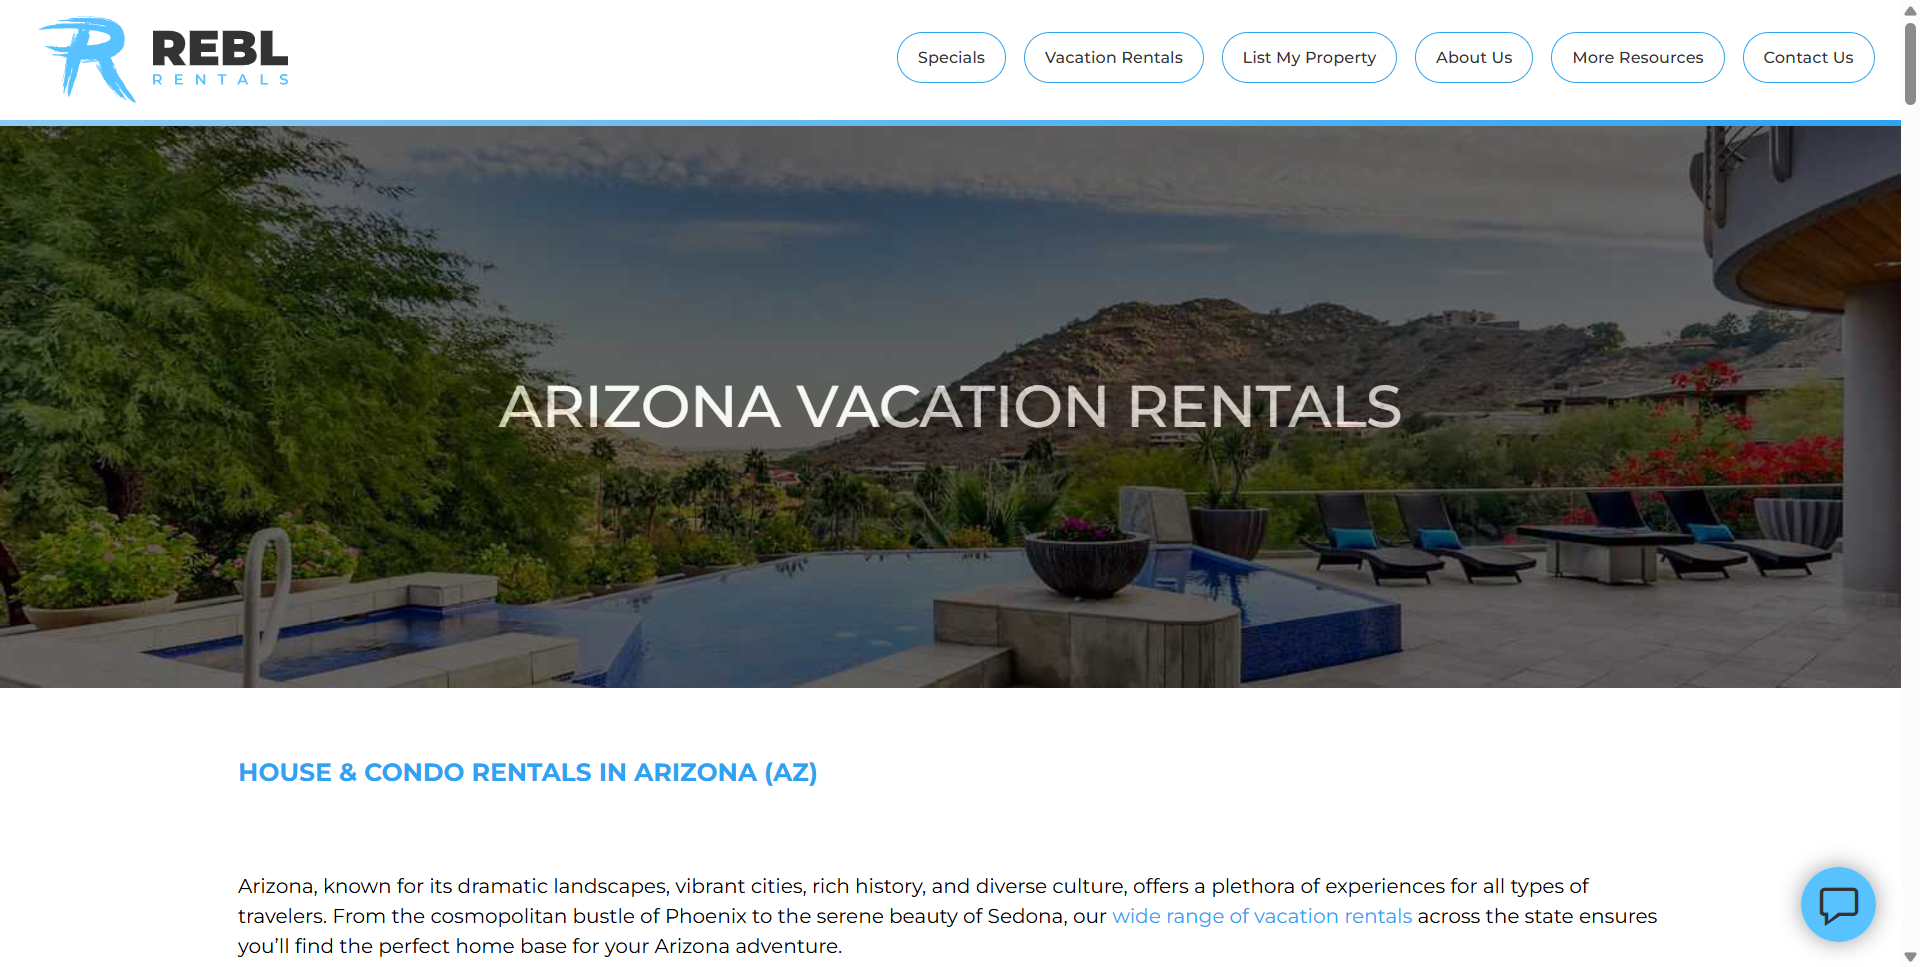 REBL
RENTALS
Specials
Vacation Rentals
List My Property
About Us
More Resources
Contact Us
ARIZONA VACATION RENTALS
HOUSE & CONDO RENTALS IN ARIZONA (AZ)
Arizona, known for its dramatic landscapes, vibrant cities, rich history, and diverse culture, offers a plethora of experiences for all types of
travelers. From the cosmopolitan bustle of Phoenix to the serene beauty of Sedona, our wide range of vacation rentals across the state ensures
you’ll find the perfect home base for your Arizona adventure.